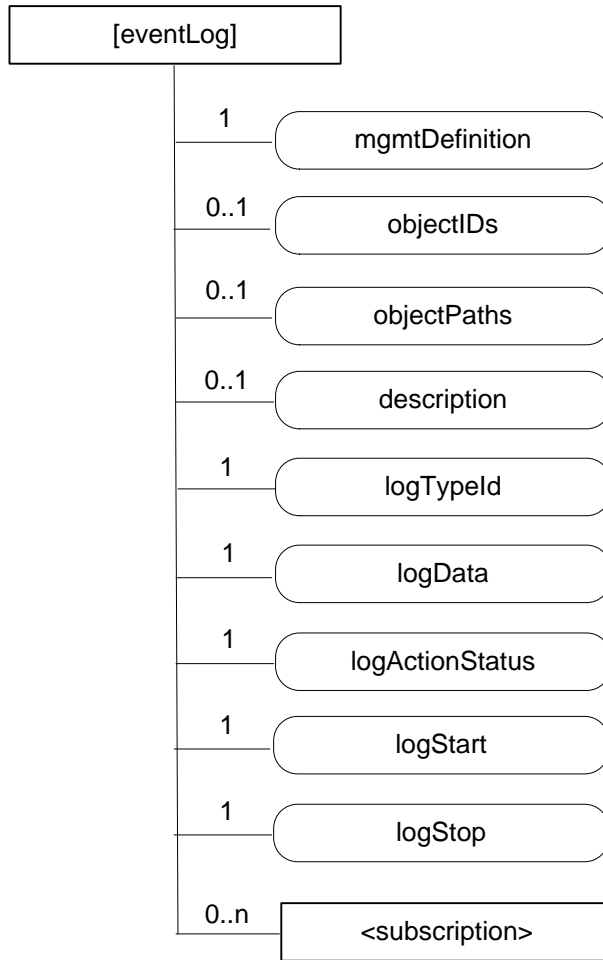 [eventLog]
1
mgmtDefinition
0..1
objectIDs
0..1
objectPaths
0..1
description
1
logTypeId
1
logData
1
logActionStatus
1
logStart
1
logStop
0..n
<subscription>